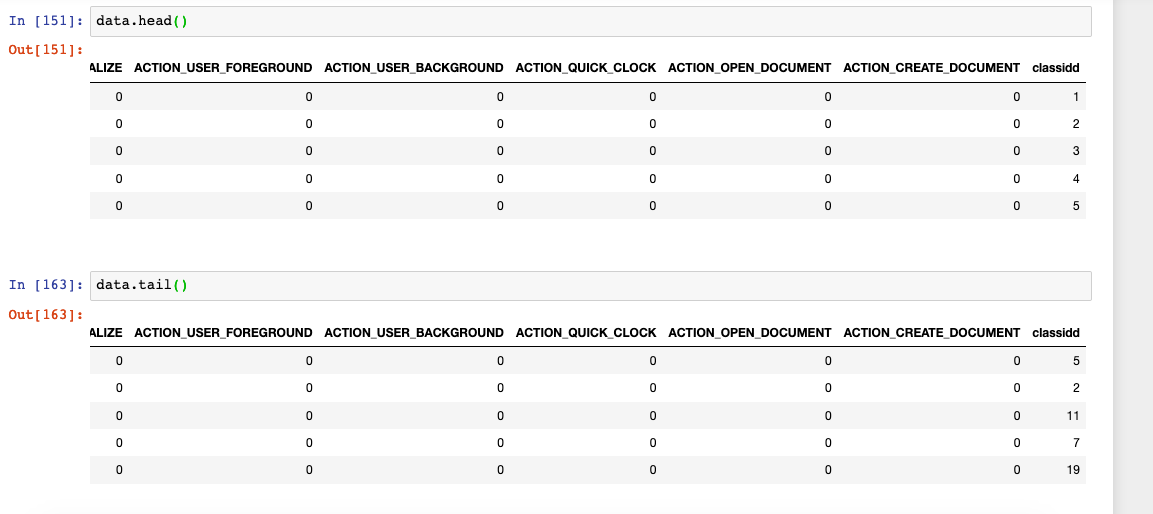 In [151]: data.head()
Out[151]:
ALIZE ACTION_USER_FOREGROUND ACTION_USER_BACKGROUND ACTION_QUICK_CLOCK ACTION_OPEN_DOCUMENT ACTION_CREATE_DOCUMENT classidd
0 0 0 0 0 0 1
0 0 0 0 0 0 2
0 0 0 0 0 0 3
0 0 0 0 0 0 4
0 0 0 0 0 0 5
In [163]: data.tail()
Out[163]:
ALIZE ACTION_USER_FOREGROUND ACTION_USER_BACKGROUND ACTION_QUICK_CLOCK ACTION_OPEN_DOCUMENT ACTION_CREATE_DOCUMENT classidd
0 0 0 0 0 0 5
0 0 0 0 0 0 2
0 0 0 0 0 0 11
0 0 0 0 0 0 7
0 0 0 0 0 0 19